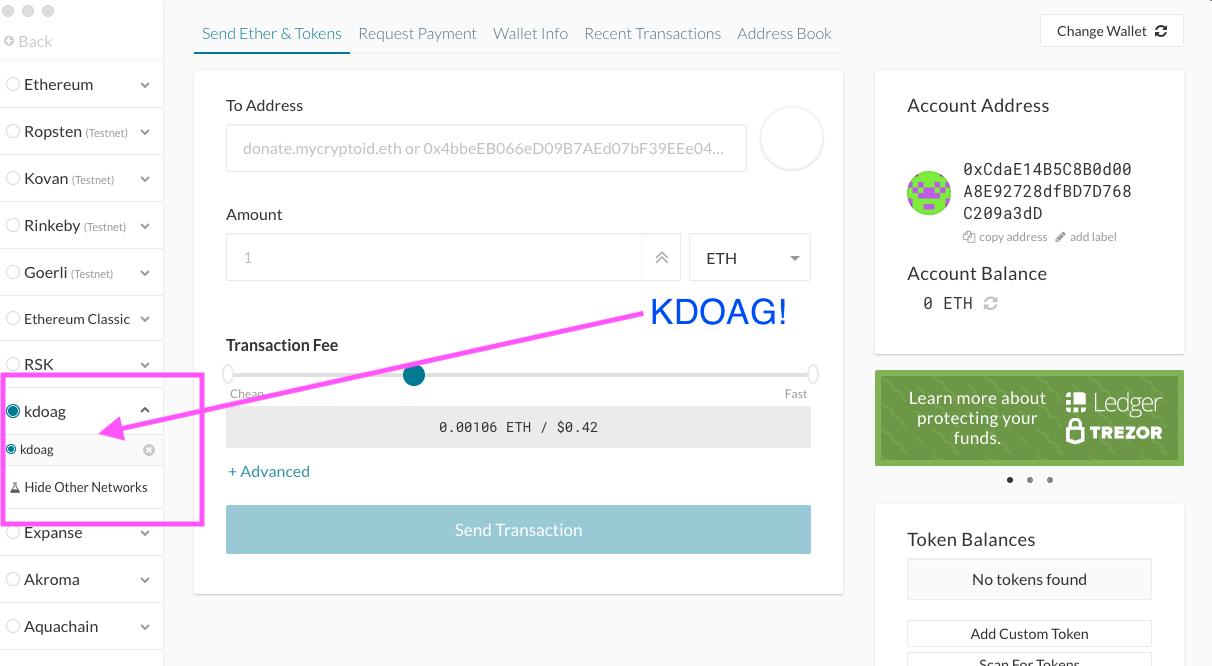 Back
Ethereum
Ropsten (Testnet)
Kovan (Testnet)
Rinkeby (Testnet)
Goerli (Testnet)
Ethereum Classic
RSK
kdoag
kdoag
Hide Other Networks
Expanse
Akroma
Aquachain
Send Ether & Tokens Request Payment Wallet Info Recent Transactions Address Book
Change Wallet
To Address
donate.mycryptoid.eth or 0x4bbeEB066eD09B7AEd07bF39EEe04...
Amount
1
ETH
KDOAG!
Transaction Fee
Cheap Fast
0.00106 ETH / $0.42
+ Advanced
Send Transaction
Account Address
0xCdaE14B5C8B0d00
A8E92728dfBD7D768
C209a3dD
copy address add label
Account Balance
0 ETH
Learn more about
protecting your
funds.
Ledger
TREZOR
Token Balances
No tokens found
Add Custom Token
Scan For Tokens